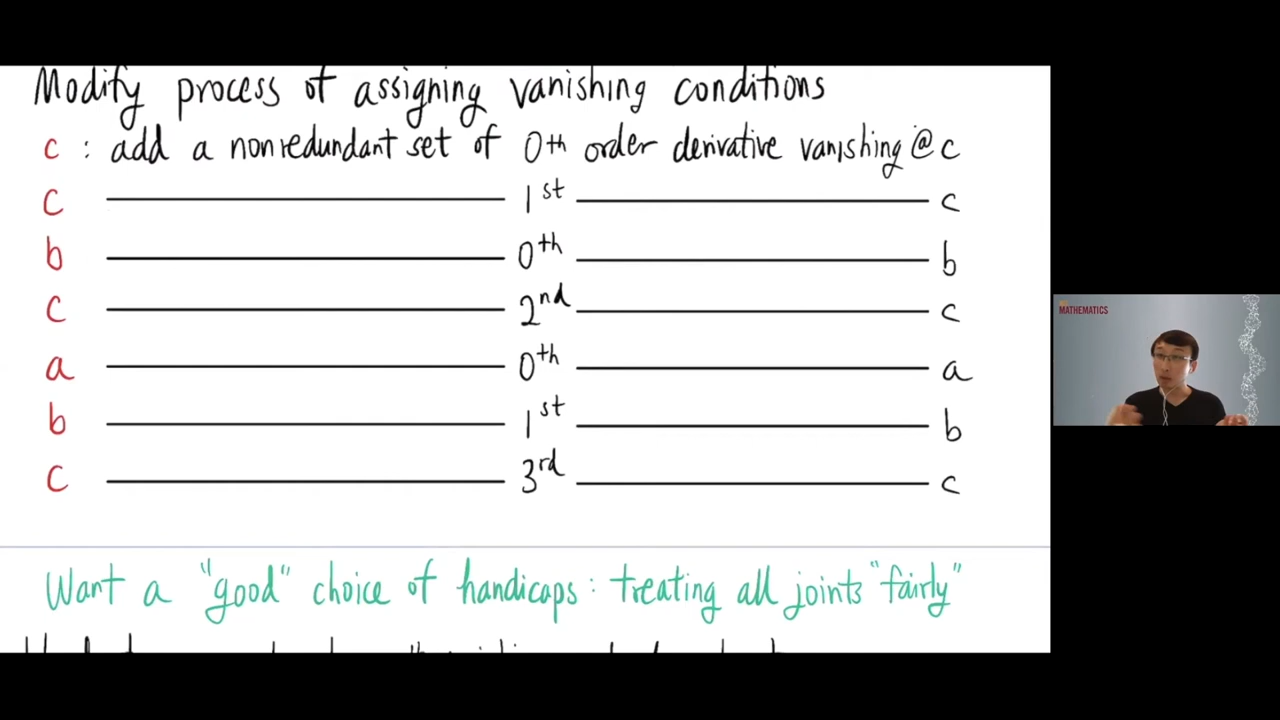 Modify process of assigning vanishing conditions
c : add a nonredundant set of 0th order derivative vanishing @ c
c 1st c
b 0th b
c 2nd c
a 0th a
b 1st b
c 3rd c
Want a "good" choice of handicaps : treating all joints "fairly"
MATHEMATICS